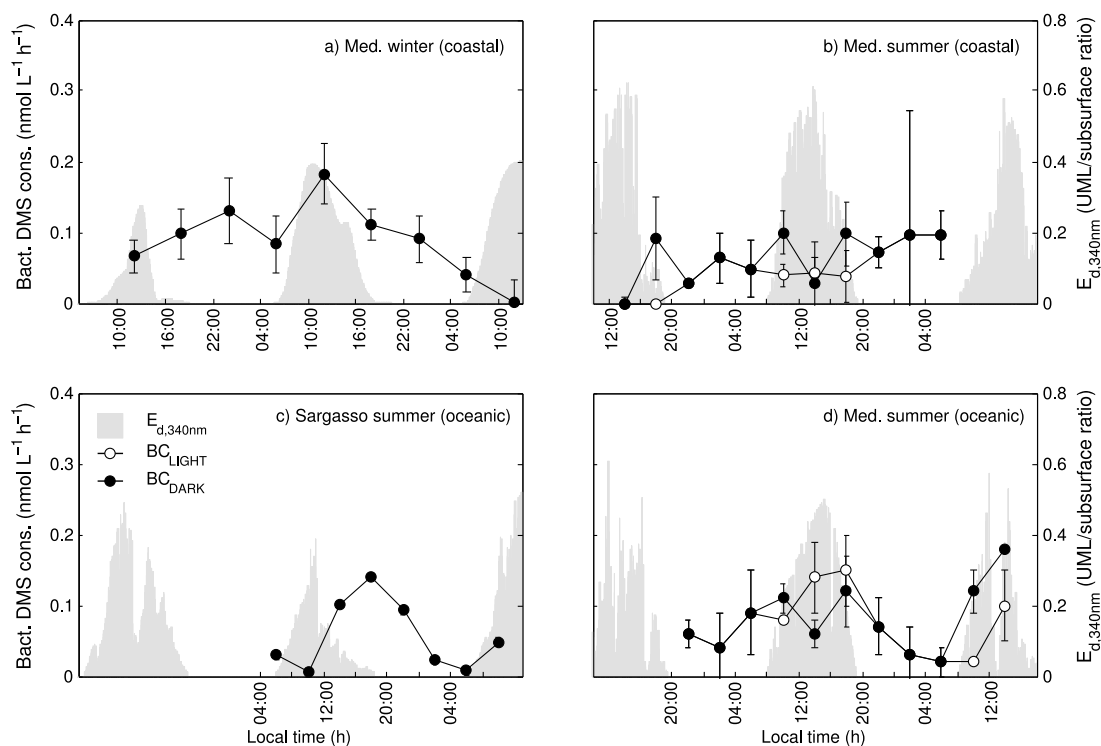 0.4
0.3
0.2
0.1
0
Bact. DMS cons. (nmol L⁻¹ h⁻¹)
a) Med. winter (coastal)
10:00 16:00 22:00 04:00 10:00 16:00 22:00 04:00 10:00
b) Med. summer (coastal)
0.8
0.6
0.4
0.2
0
E_d,340nm (UML/subsurface ratio)
12:00 20:00 04:00 12:00 20:00 04:00
0.4
0.3
0.2
0.1
0
Bact. DMS cons. (nmol L⁻¹ h⁻¹)
c) Sargasso summer (oceanic)
E_d,340nm
BC_LIGHT
BC_DARK
04:00 12:00 20:00 04:00
Local time (h)
d) Med. summer (oceanic)
0.8
0.6
0.4
0.2
0
E_d,340nm (UML/subsurface ratio)
20:00 04:00 12:00 20:00 04:00 12:00
Local time (h)